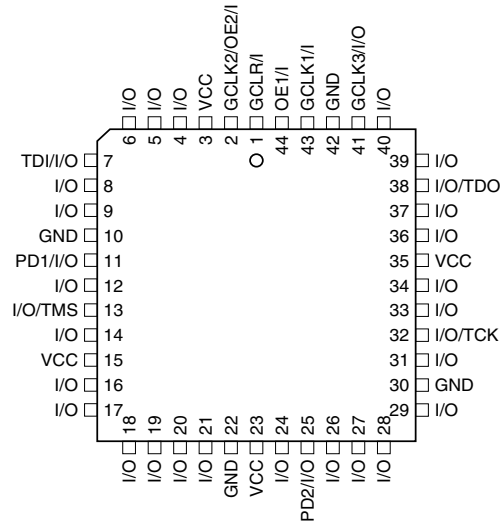 I/O
I/O
I/O
VCC
GCLK2/OE2/I
GCLR/I
OE1/I
GCLK1/I
GND
GCLK3/I/O
I/O
6
5
4
3
2
1
44
43
42
41
40
TDI/I/O 7
I/O 8
I/O 9
GND 10
PD1/I/O 11
I/O 12
I/O/TMS 13
I/O 14
VCC 15
I/O 16
I/O 17
39 I/O
38 I/O/TDO
37 I/O
36 I/O
35 VCC
34 I/O
33 I/O
32 I/O/TCK
31 I/O
30 GND
29 I/O
18
19
20
21
22
23
24
25
26
27
28
I/O
I/O
I/O
I/O
GND
VCC
I/O
PD2/I/O
I/O
I/O
I/O